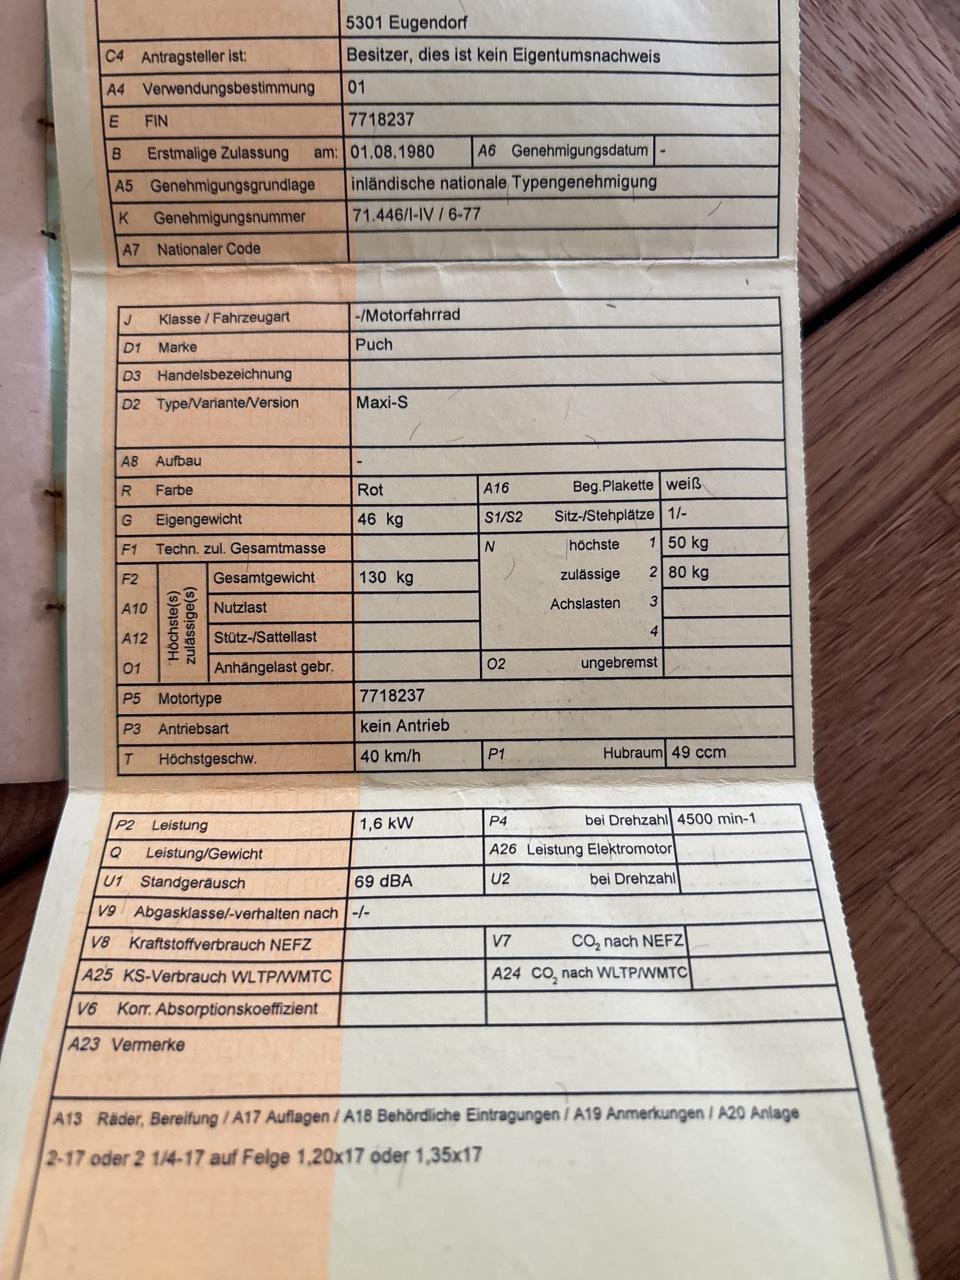 5301 Eugendorf
C4 Antragsteller ist: Besitzer, dies ist kein Eigentumsnachweis
A4 Verwendungsbestimmung 01
E FIN 7718237
B Erstmalige Zulassung am: 01.08.1980 A6 Genehmigungsdatum -
A5 Genehmigungsgrundlage inländische nationale Typengenehmigung
K Genehmigungsnummer 71.446/I-IV / 6-77
A7 Nationaler Code
J Klasse / Fahrzeugart -/Motorfahrrad
D1 Marke Puch
D3 Handelsbezeichnung
D2 Type/Variante/Version Maxi-S
A8 Aufbau -
R Farbe Rot A16 Beg.Plakette weiß
G Eigengewicht 46 kg S1/S2 Sitz-/Stehplätze 1/-
F1 Techn. zul. Gesamtmasse N höchste 1 50 kg
F2 Höchste(s) zulässige(s) Gesamtgewicht 130 kg zulässige 2 80 kg
A10 Nutzlast Achslasten 3
A12 Stütz-/Sattellast 4
O1 Anhängelast gebr. O2 ungebremst
P5 Motortype 7718237
P3 Antriebsart kein Antrieb
T Höchstgeschw. 40 km/h P1 Hubraum 49 ccm
P2 Leistung 1,6 kW P4 bei Drehzahl 4500 min-1
Q Leistung/Gewicht A26 Leistung Elektromotor
U1 Standgeräusch 69 dBA U2 bei Drehzahl
V9 Abgasklasse/-verhalten nach -/-
V8 Kraftstoffverbrauch NEFZ V7 CO2 nach NEFZ
A25 KS-Verbrauch WLTP/WMTC A24 CO2 nach WLTP/WMTC
V6 Korr. Absorptionskoeffizient
A23 Vermerke
A13 Räder, Bereifung / A17 Auflagen / A18 Behördliche Eintragungen / A19 Anmerkungen / A20 Anlage
2-17 oder 2 1/4-17 auf Felge 1,20x17 oder 1,35x17